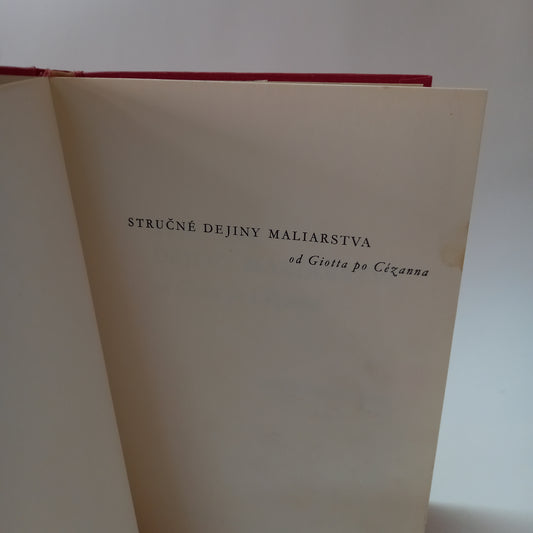 STRUČNÉ DEJINY MALIARSTVA
od Giotta po Cézanna